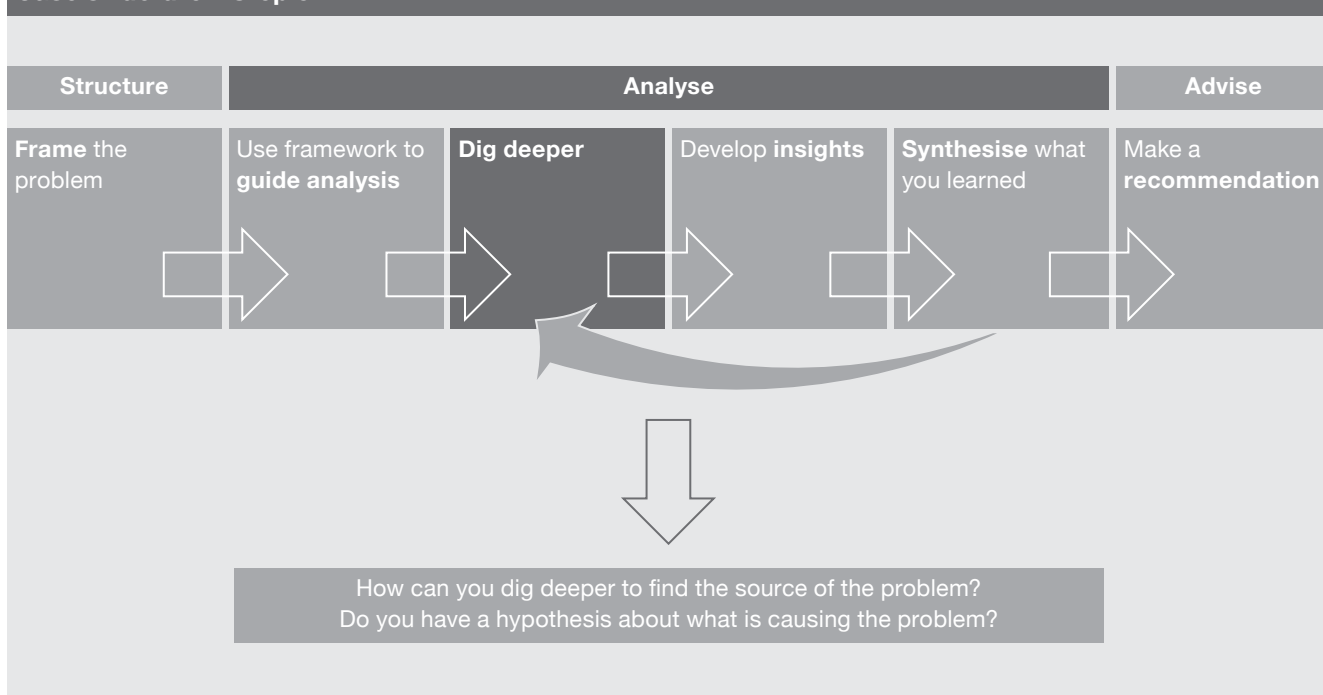 Structure
Analyse
Advise
Frame the
problem
Use framework to
guide analysis
Dig deeper
Develop insights
Synthesise what
you learned
Make a
recommendation
How can you dig deeper to find the source of the problem?
Do you have a hypothesis about what is causing the problem?